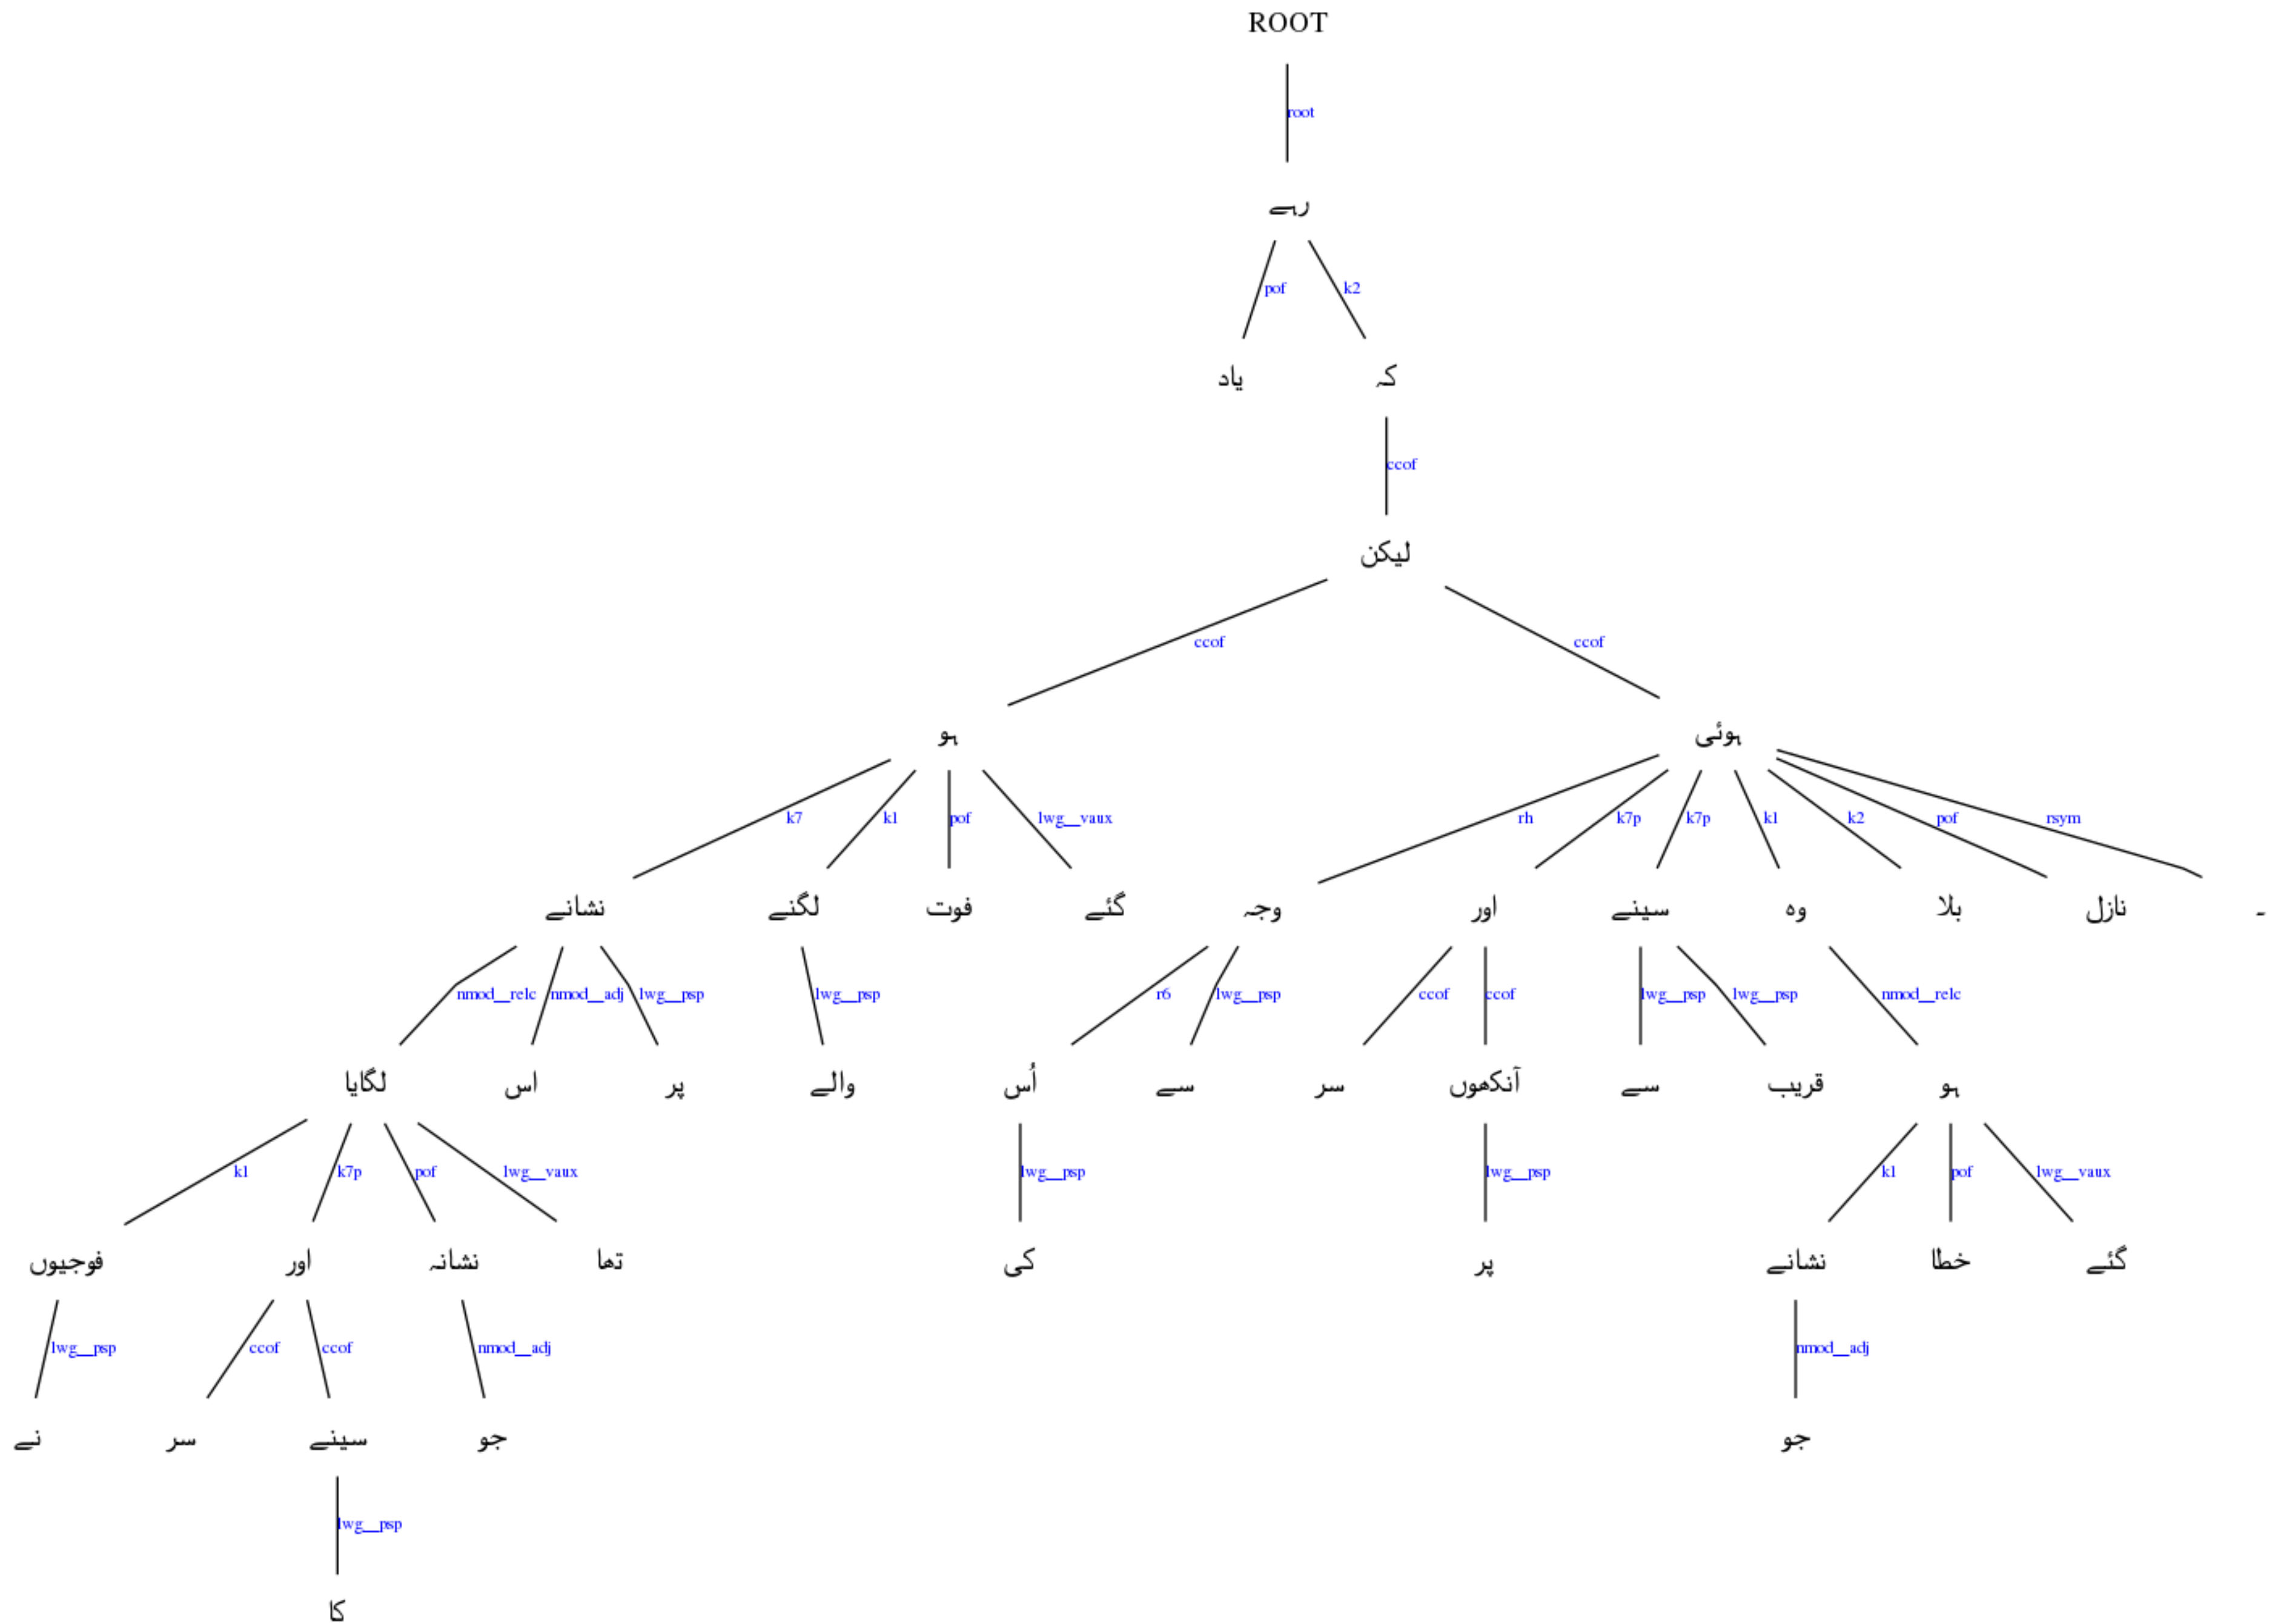 ROOT
root
رہے
pof k2
یاد کہ
ccof
لیکن
ccof ccof
ہو ہوئی
k7 k1 pof lwg__vaux rh k7p k7p k1 k2 pof rsym
نشانے لگنے فوت گئے وجہ اور سینے وہ بلا نازل ۔
nmod__relc nmod__adj lwg__psp lwg__psp r6 lwg__psp ccof ccof lwg__psp lwg__psp nmod__relc
لگایا اس پر والے اُس سے سر آنکھوں سے قریب ہو
k1 k7p pof lwg__vaux lwg__psp lwg__psp k1 pof lwg__vaux
فوجیوں اور نشانہ تھا کی پر نشانے خطا گئے
lwg__psp ccof ccof nmod__adj nmod__adj
نے سر سینے جو جو
lwg__psp
کا